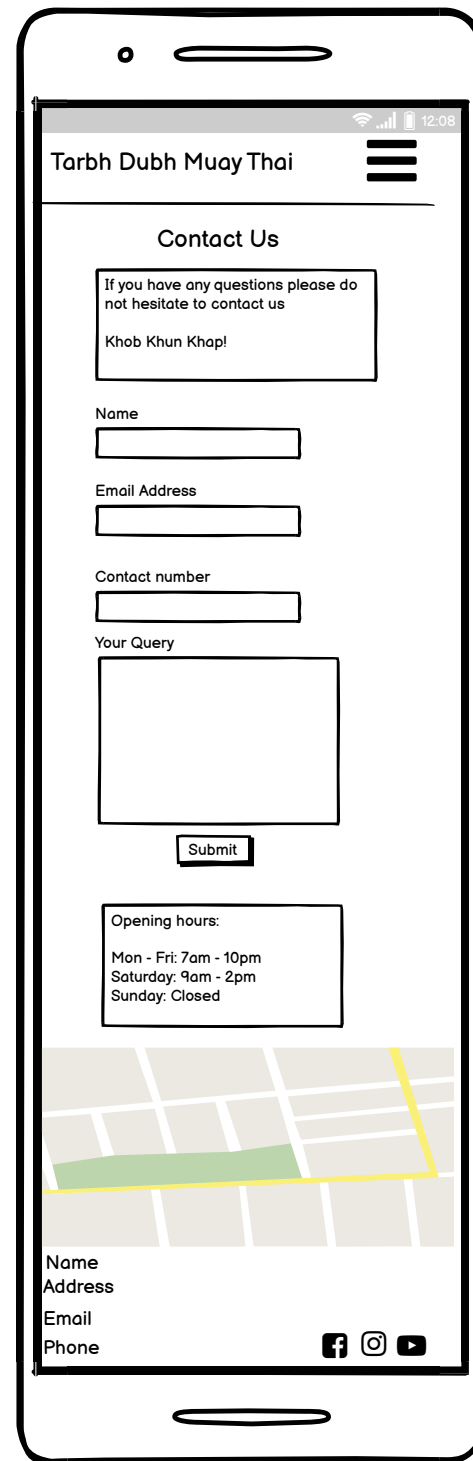 12:08
Tarbh Dubh Muay Thai
Contact Us
If you have any questions please do
not hesitate to contact us
Khob Khun Khap!
Name
Email Address
Contact number
Your Query
Submit
Opening hours:
Mon - Fri: 7am - 10pm
Saturday: 9am - 2pm
Sunday: Closed
Name
Address
Email
Phone